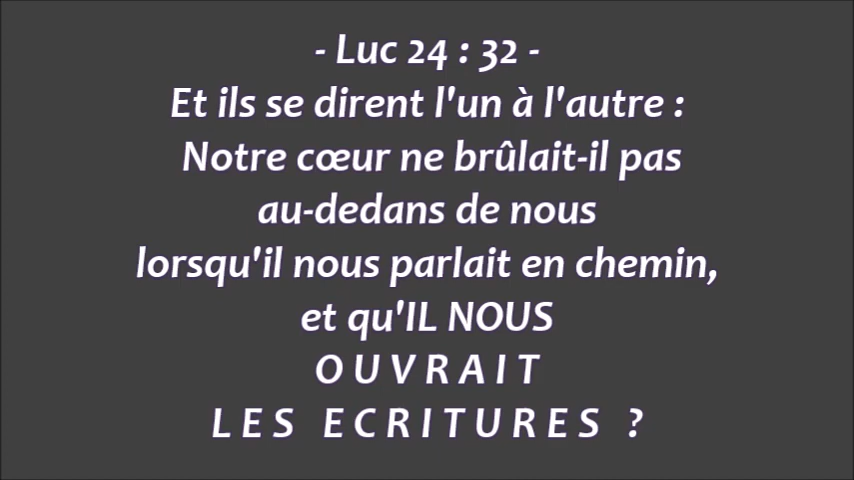 - Luc 24 : 32 -
Et ils se dirent l'un à l'autre :
Notre cœur ne brûlait-il pas
au-dedans de nous
lorsqu'il nous parlait en chemin,
et qu'IL NOUS
O U V R A I T
L E S  E C R I T U R E S  ?